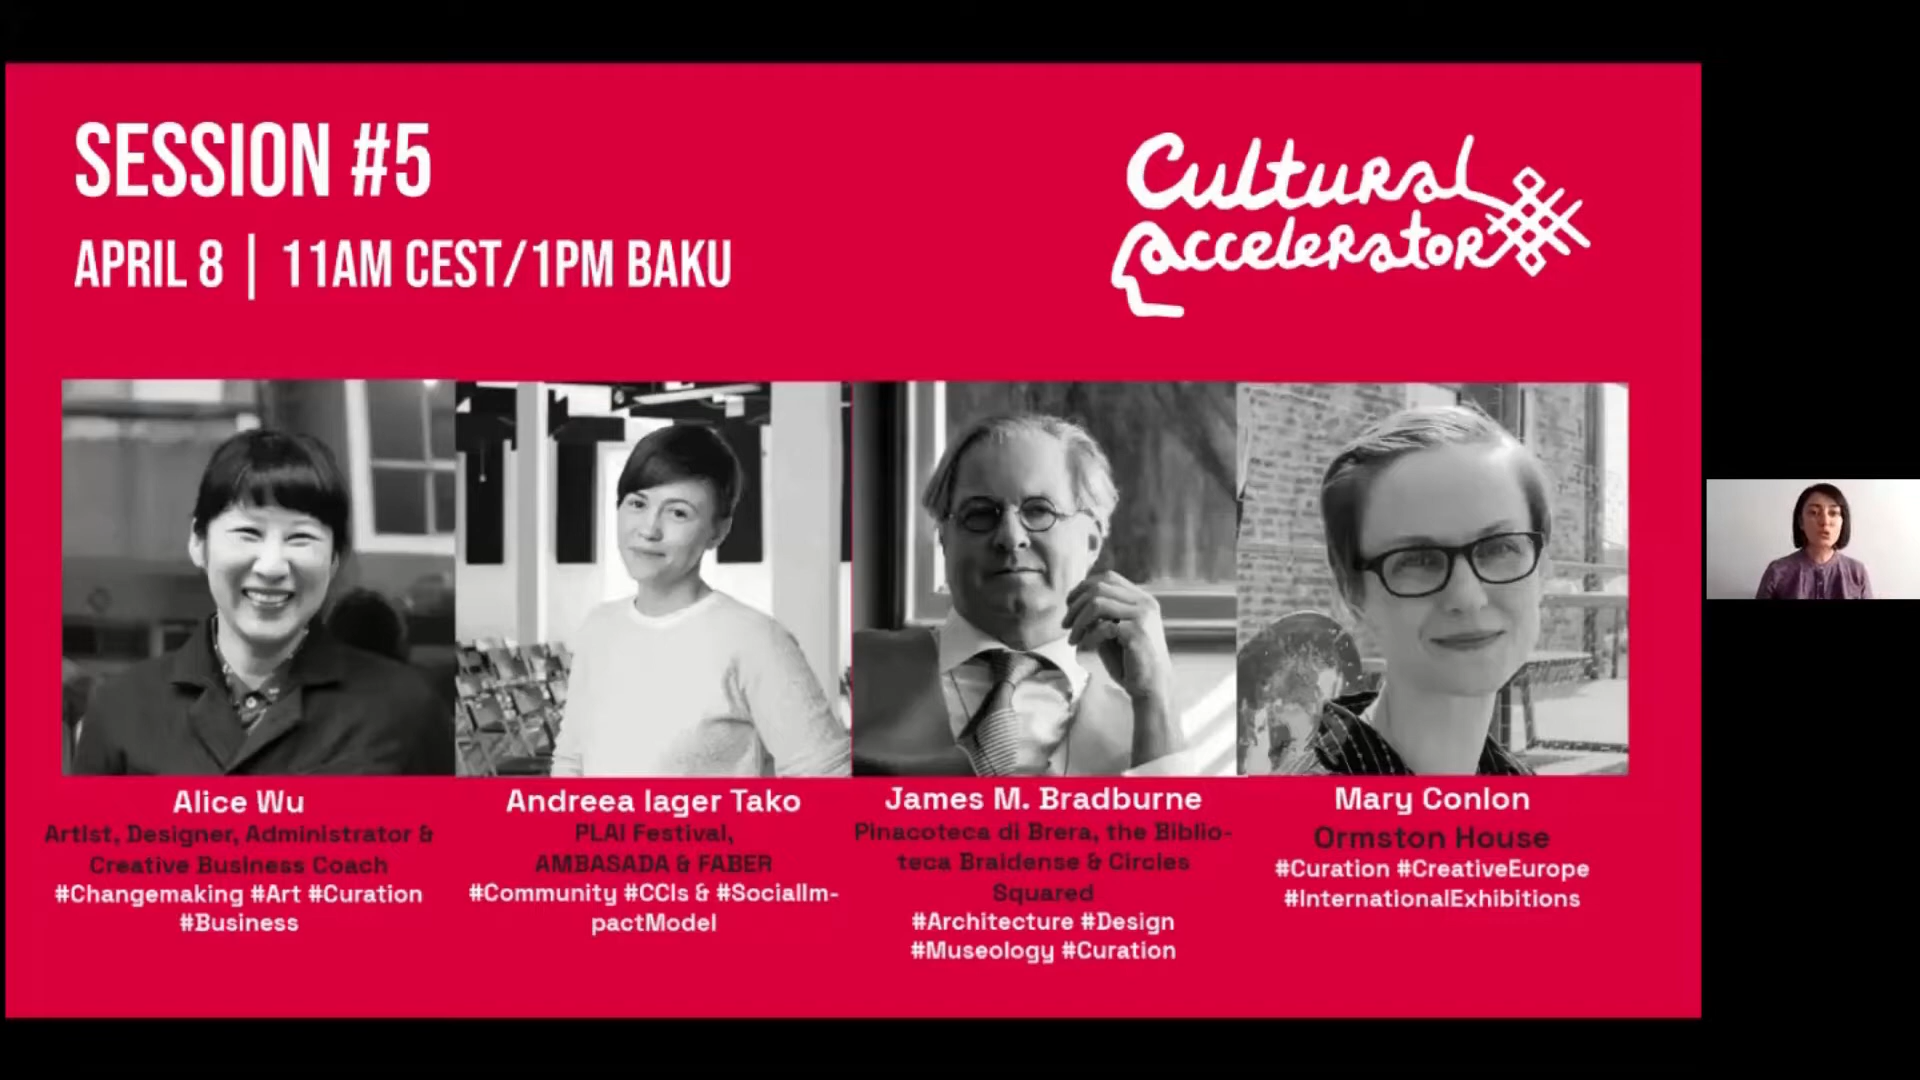 SESSION #5
APRIL 8 | 11AM CEST/1PM BAKU
Cultural
Accelerator
Alice Wu
Artist, Designer, Administrator &
Creative Business Coach
#Changemaking #Art #Curation
#Business
Andreea Iager Tako
PLAI Festival,
AMBASADA & FABER
#Community #CCIs & #SocialIm-
pactModel
James M. Bradburne
Pinacoteca di Brera, the Biblio-
teca Braidense & Circles
Squared
#Architecture #Design
#Museology #Curation
Mary Conlon
Ormston House
#Curation #CreativeEurope
#InternationalExhibitions